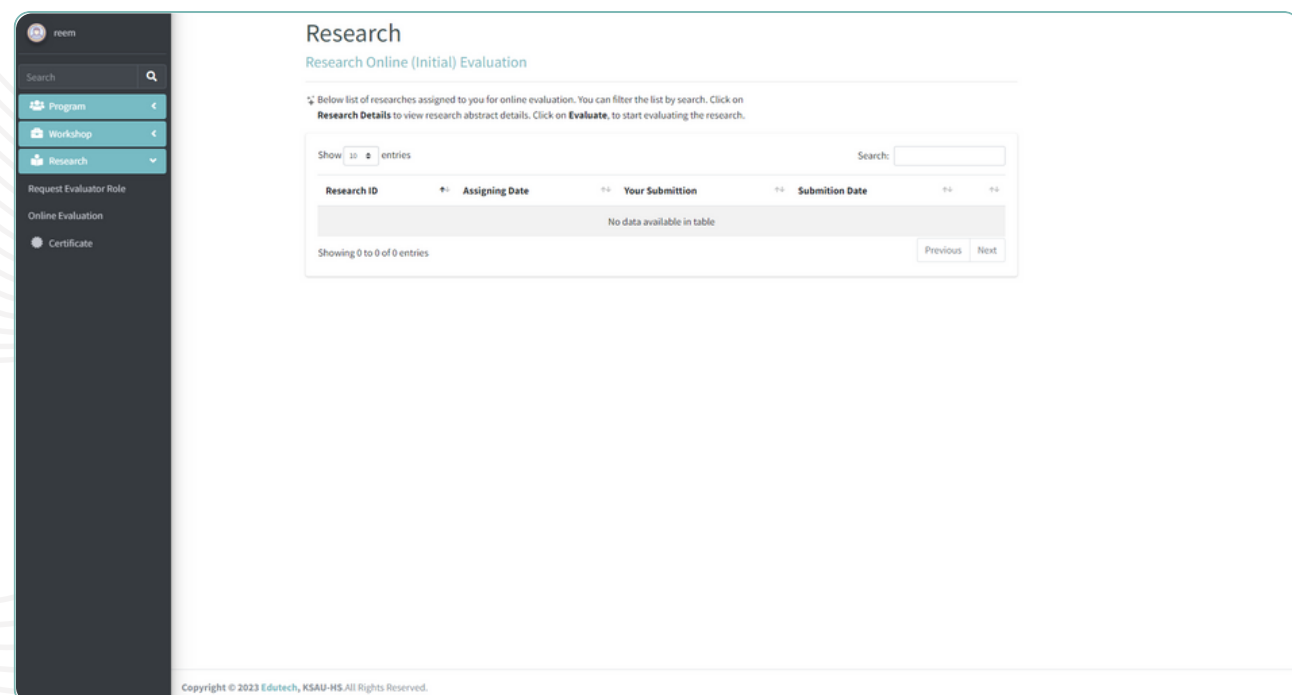 reem
Search
Program
Workshop
Research
Request Evaluator Role
Online Evaluation
Certificate
Research
Research Online (Initial) Evaluation
Below list of researches assigned to you for online evaluation. You can filter the list by search. Click on
Research Details to view research abstract details. Click on Evaluate, to start evaluating the research.
Show 10 entries
Search:
Research ID Assigning Date Your Submittion Submition Date
No data available in table
Showing 0 to 0 of 0 entries
Previous Next
Copyright © 2023 Edutech, KSAU-HS.All Rights Reserved.